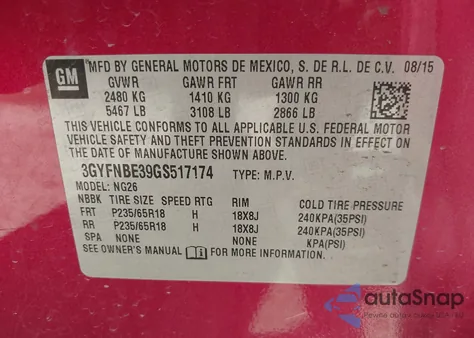 GM
MFD BY GENERAL MOTORS DE MEXICO, S. DE R.L. DE C.V. 08/15
GVWR GAWR FRT GAWR RR
2480 KG 1410 KG 1300 KG
5467 LB 3108 LB 2866 LB
THIS VEHICLE CONFORMS TO ALL APPLICABLE U.S. FEDERAL MOTOR
VEHICLE SAFETY AND THEFT PREVENTION STANDARDS IN EFFECT
ON THE DATE OF MANUFACTURE SHOWN ABOVE.
3GYFNBE39GS517174 TYPE: M.P.V.
MODEL: NG26
NBBK TIRE SIZE SPEED RTG RIM COLD TIRE PRESSURE
FRT P235/65R18 H 18X8J 240KPA(35PSI)
RR P235/65R18 H 18X8J 240KPA(35PSI)
SPA NONE NONE KPA(PSI)
SEE OWNER'S MANUAL FOR MORE INFORMATION.
autoSnap